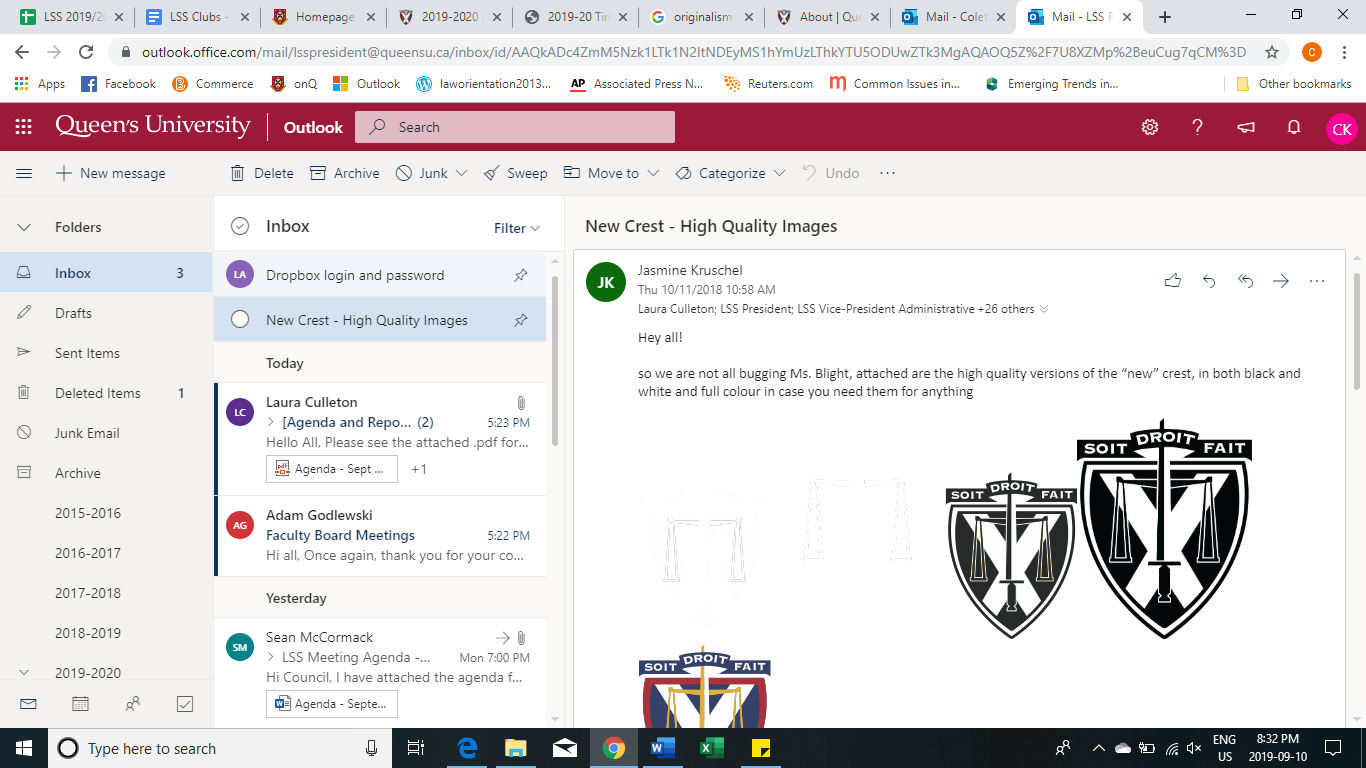 LSS 2019/2
LSS Clubs -
Homepage
2019-2020
2019-20 Tin
originalism
About | Que
Mail - Colet
Mail - LSS P
outlook.office.com/mail/lsspresident@queensu.ca/inbox/id/AAQkADc4ZmM5Nzk1LTk1N2ItNDEyMS1hYmUzLThkYTU5ODUwZTk3MgAQAOQ5Z%2F7U8XZMp%2BeuCug7qCM%3D
C
Apps
Facebook
Commerce
onQ
Outlook
laworientation2013...
AP Associated Press N...
Reuters.com
Common Issues in...
Emerging Trends in...
Other bookmarks
Queen's University
Outlook
Search
CK
New message
Delete
Archive
Junk
Sweep
Move to
Categorize
Undo
Folders
Inbox 3
Drafts
Sent Items
Deleted Items 1
Junk Email
Archive
2015-2016
2016-2017
2017-2018
2018-2019
2019-2020
Inbox
Filter
LA Dropbox login and password
New Crest - High Quality Images
Today
LC Laura Culleton
[Agenda and Repo... (2) 5:23 PM
Hello All, Please see the attached .pdf for...
Agenda - Sept ... +1
AG Adam Godlewski
Faculty Board Meetings 5:22 PM
Hi all, Once again, thank you for your co...
Yesterday
SM Sean McCormack
LSS Meeting Agenda -... Mon 7:00 PM
Hi Council, I have attached the agenda f...
Agenda - Septe...
New Crest - High Quality Images
JK
Jasmine Kruschel
Thu 10/11/2018 10:58 AM
Laura Culleton; LSS President; LSS Vice-President Administrative +26 others
Hey all!
so we are not all bugging Ms. Blight, attached are the high quality versions of the “new” crest, in both black and
white and full colour in case you need them for anything
SOIT DROIT FAIT
SOIT DROIT FAIT
SOIT DROIT FAIT
Type here to search
ENG
US
8:32 PM
2019-09-10